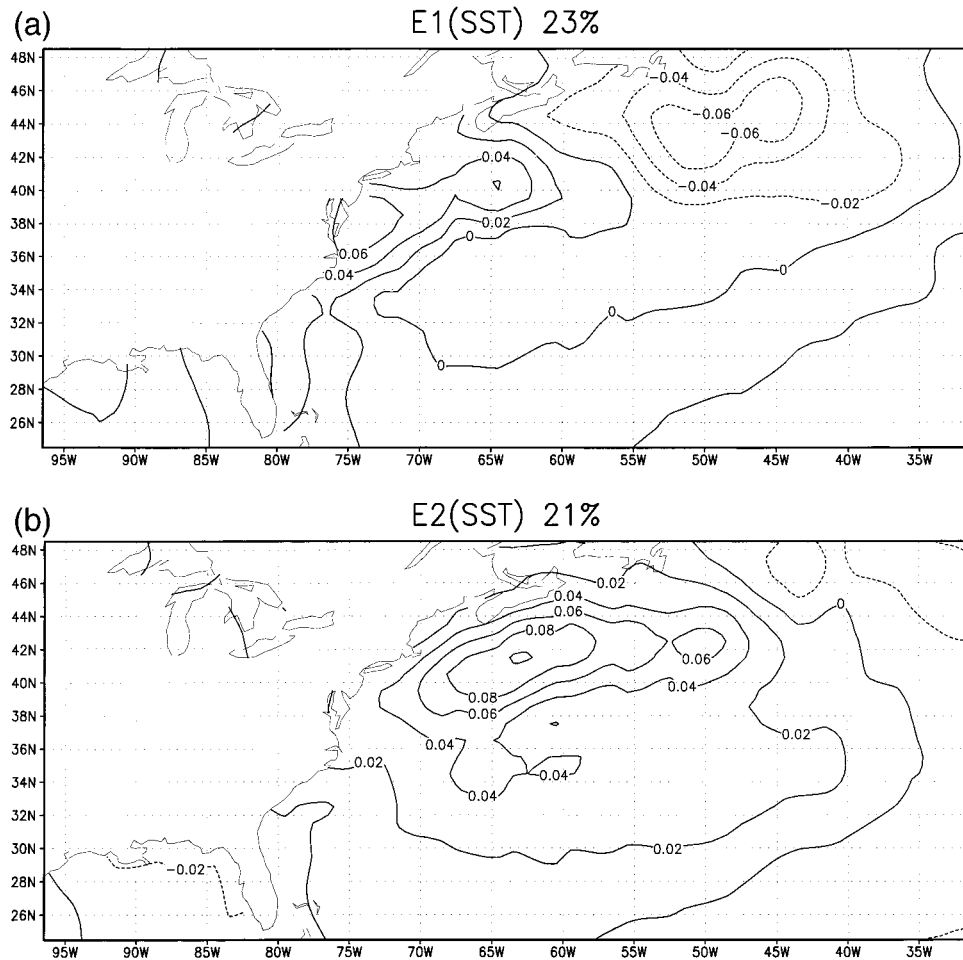 (a)
E1(SST) 23%
48N
46N
44N
42N
40N
38N
36N
34N
32N
30N
28N
26N
-0.04
-0.06
-0.06
-0.04
-0.02
0.04
0.02
0
0.06
0.04
0
0
0
95W 90W 85W 80W 75W 70W 65W 60W 55W 50W 45W 40W 35W
(b)
E2(SST) 21%
48N
46N
44N
42N
40N
38N
36N
34N
32N
30N
28N
26N
0.02
0.04
0.06
0.08
0
0.06
0.08
0.04
0.06
0.04
0.02
0.02
0.04
0.04
0.02
-0.02
95W 90W 85W 80W 75W 70W 65W 60W 55W 50W 45W 40W 35W